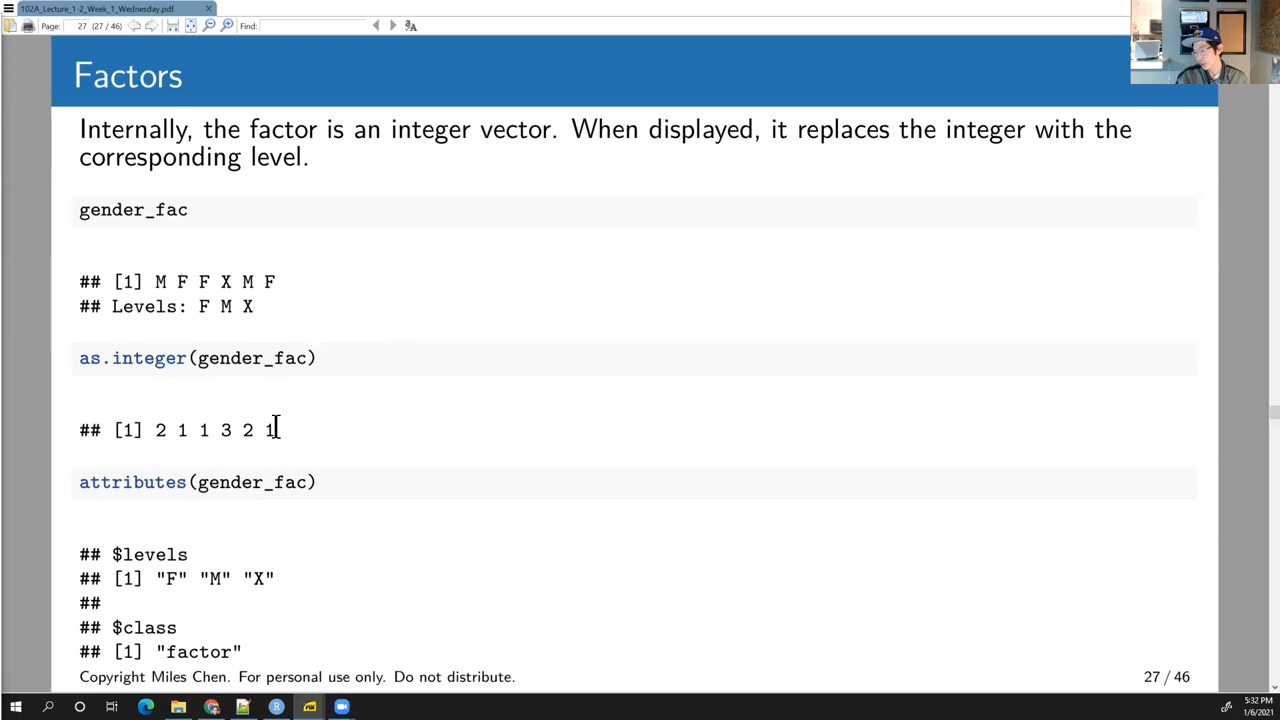 102A_Lecture_1-2_Week_1_Wednesday.pdf
Page: 27 (27 / 46) Find:
Factors
Internally, the factor is an integer vector. When displayed, it replaces the integer with the
corresponding level.
gender_fac
## [1] M F F X M F
## Levels: F M X
as.integer(gender_fac)
## [1] 2 1 1 3 2 1
attributes(gender_fac)
## $levels
## [1] "F" "M" "X"
##
## $class
## [1] "factor"
Copyright Miles Chen. For personal use only. Do not distribute. 27 / 46
5:32 PM
1/6/2021